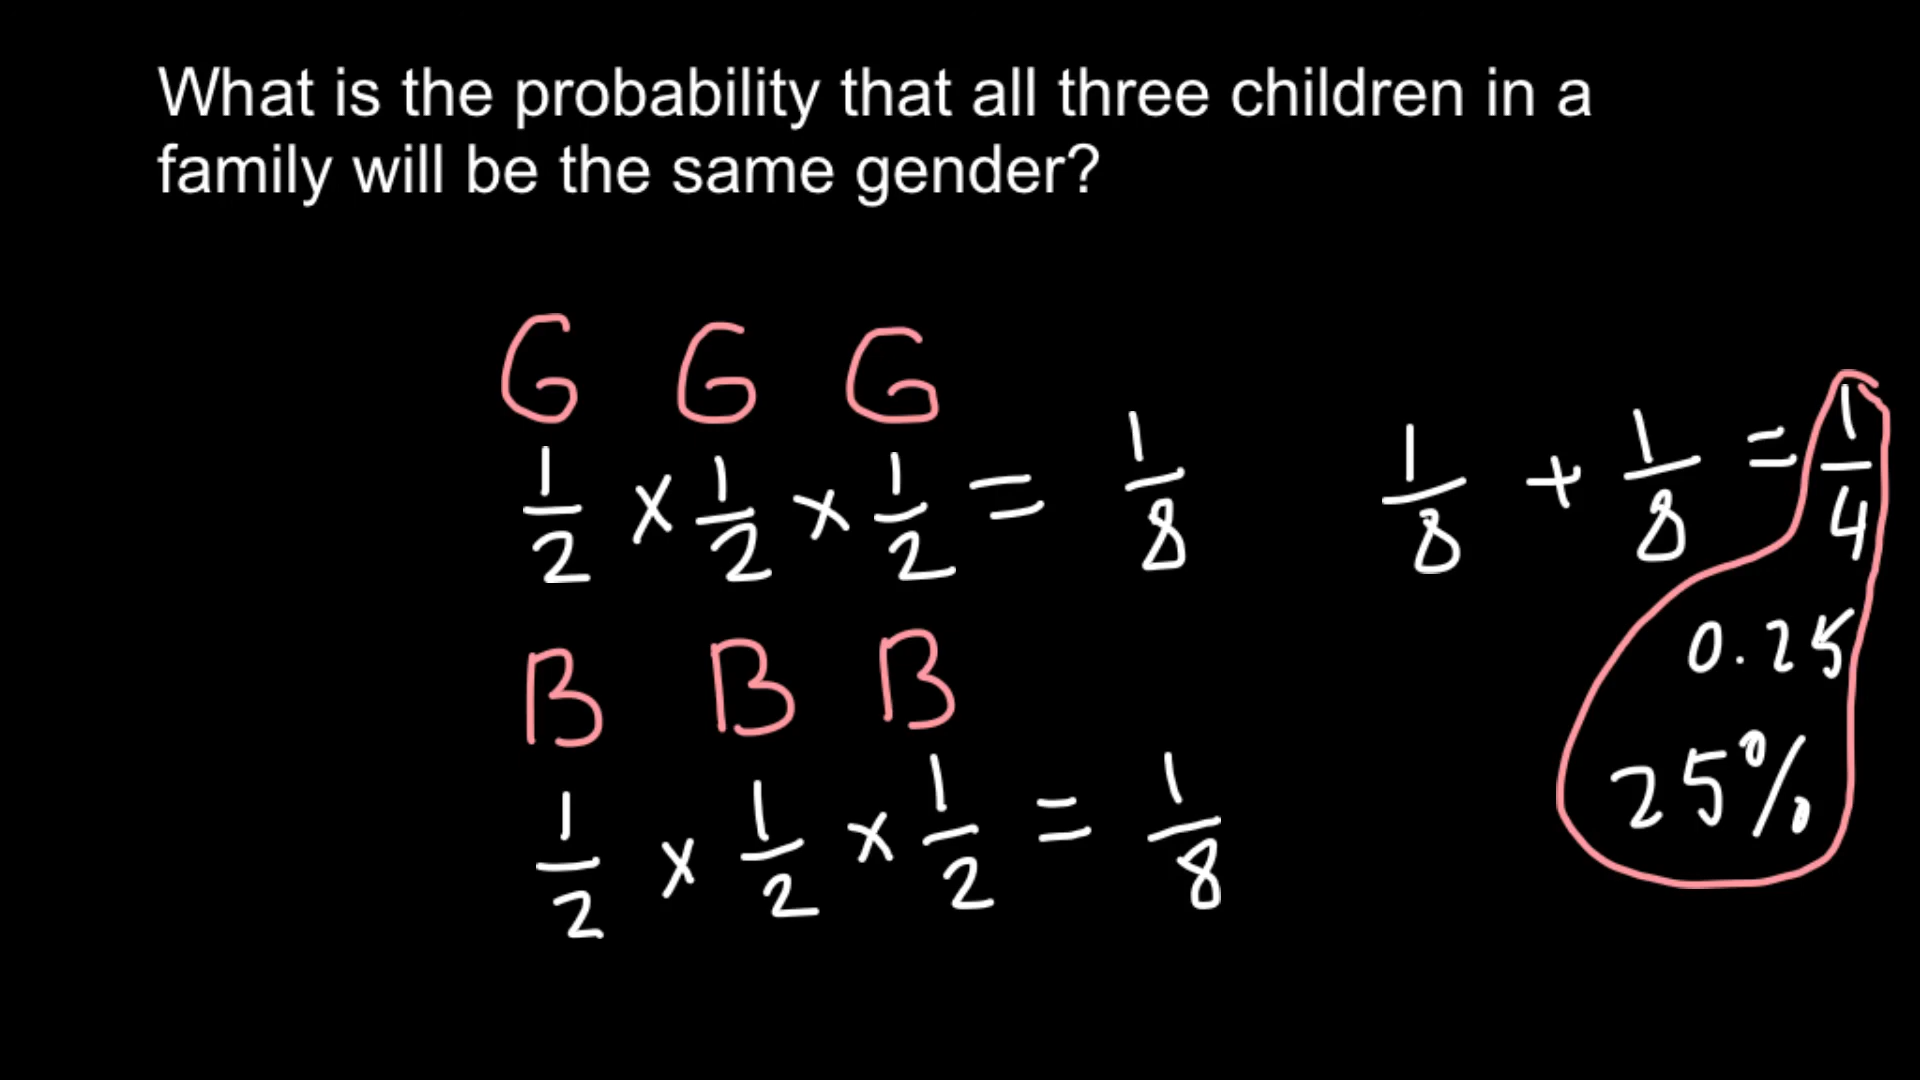 What is the probability that all three children in a
family will be the same gender?
G G G
1/2 x 1/2 x 1/2 = 1/8
1/8 + 1/8 = 1/4
0.25
25%
B B B
1/2 x 1/2 x 1/2 = 1/8